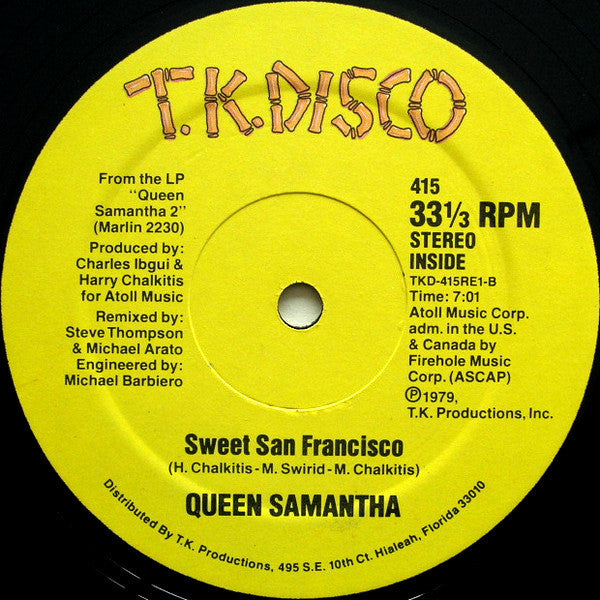 T.K.DISCO
From the LP
"Queen
Samantha 2"
(Marlin 2230)
Produced by:
Charles Ibgui &
Harry Chalkitis
for Atoll Music
Remixed by:
Steve Thompson
& Michael Arato
Engineered by:
Michael Barbiero
415
33⅓ RPM
STEREO
INSIDE
TKD-415RE1-B
Time: 7:01
Atoll Music Corp.
adm. in the U.S.
& Canada by
Firehole Music
Corp. (ASCAP)
℗1979,
T.K. Productions, Inc.
Sweet San Francisco
(H. Chalkitis-M. Swirid-M. Chalkitis)
QUEEN SAMANTHA
Distributed By T.K. Productions, 495 S.E. 10th Ct. Hialeah, Florida 33010